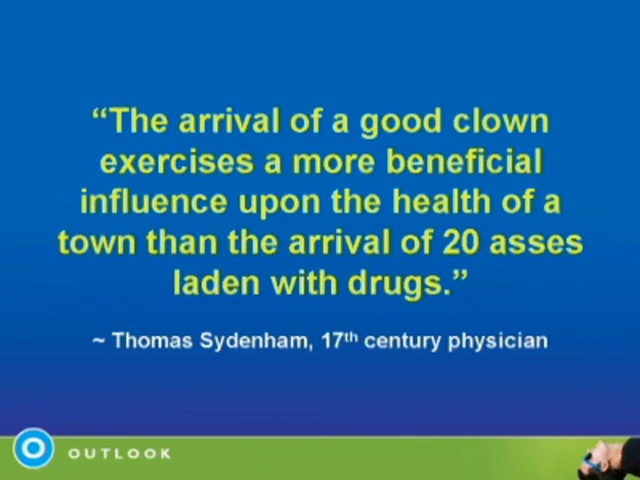 “The arrival of a good clown
exercises a more beneficial
influence upon the health of a
town than the arrival of 20 asses
laden with drugs.”
~ Thomas Sydenham, 17th century physician
OUTLOOK